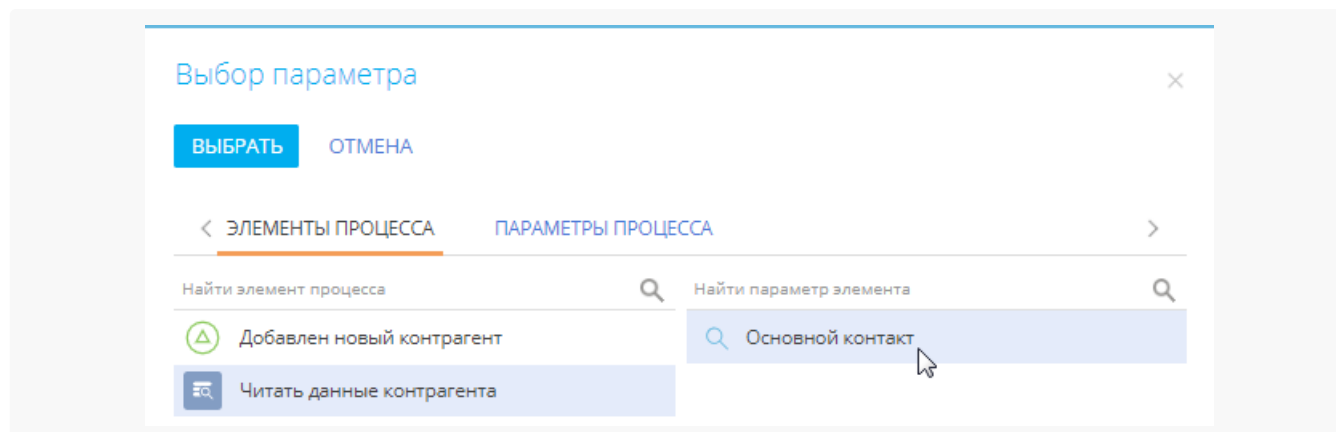 Выбор параметра
ВЫБРАТЬ ОТМЕНА
ЭЛЕМЕНТЫ ПРОЦЕССА ПАРАМЕТРЫ ПРОЦЕССА
Найти элемент процесса Найти параметр элемента
Добавлен новый контрагент Основной контакт
Читать данные контрагента